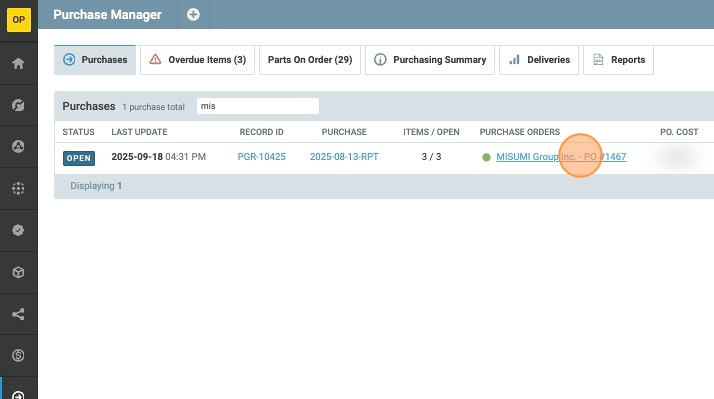 OP Purchase Manager
Purchases Overdue Items (3) Parts On Order (29) Purchasing Summary Deliveries Reports
Purchases 1 purchase total mis
STATUS LAST UPDATE RECORD ID PURCHASE ITEMS / OPEN PURCHASE ORDERS PO. COST
OPEN 2025-09-18 04:31 PM PGR-10425 2025-08-13-RPT 3 / 3 MISUMI Group Inc. - PO #1467
Displaying 1